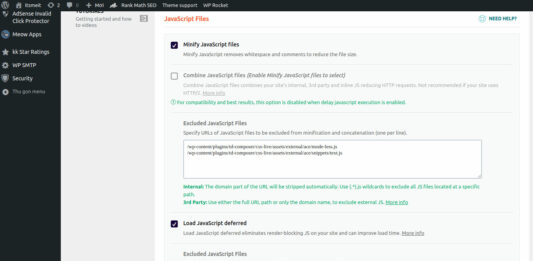 itsmeit 2 0 + Mới Rank Math SEO Theme support WP Rocket
AdSense Invalid
Click Protector
Meow Apps
kk Star Ratings
WP SMTP
Security
Thu gọn menu
TUTORIALS
Getting started and how
to videos
JavaScript Files
NEED HELP?
Minify JavaScript files
Minify JavaScript removes whitespace and comments to reduce the file size.
Combine JavaScript files (Enable Minify JavaScript files to select)
Combine JavaScript files combines your site's internal, 3rd party and inline JS reducing HTTP requests. Not recommended if your site uses
HTTP/2. More info
For compatibility and best results, this option is disabled when delay javascript execution is enabled.
Excluded JavaScript Files
Specify URLs of JavaScript files to be excluded from minification and concatenation (one per line).
/wp-content/plugins/td-composer/css-live/assets/external/ace/mode-less.js
/wp-content/plugins/td-composer/css-live/assets/external/ace/snippets/text.js
Internal: The domain part of the URL will be stripped automatically. Use (.*).js wildcards to exclude all JS files located at a specific
path.
3rd Party: Use either the full URL path or only the domain name, to exclude external JS. More info
Load JavaScript deferred
Load JavaScript deferred eliminates render-blocking JS on your site and can improve load time. More info
Excluded JavaScript Files